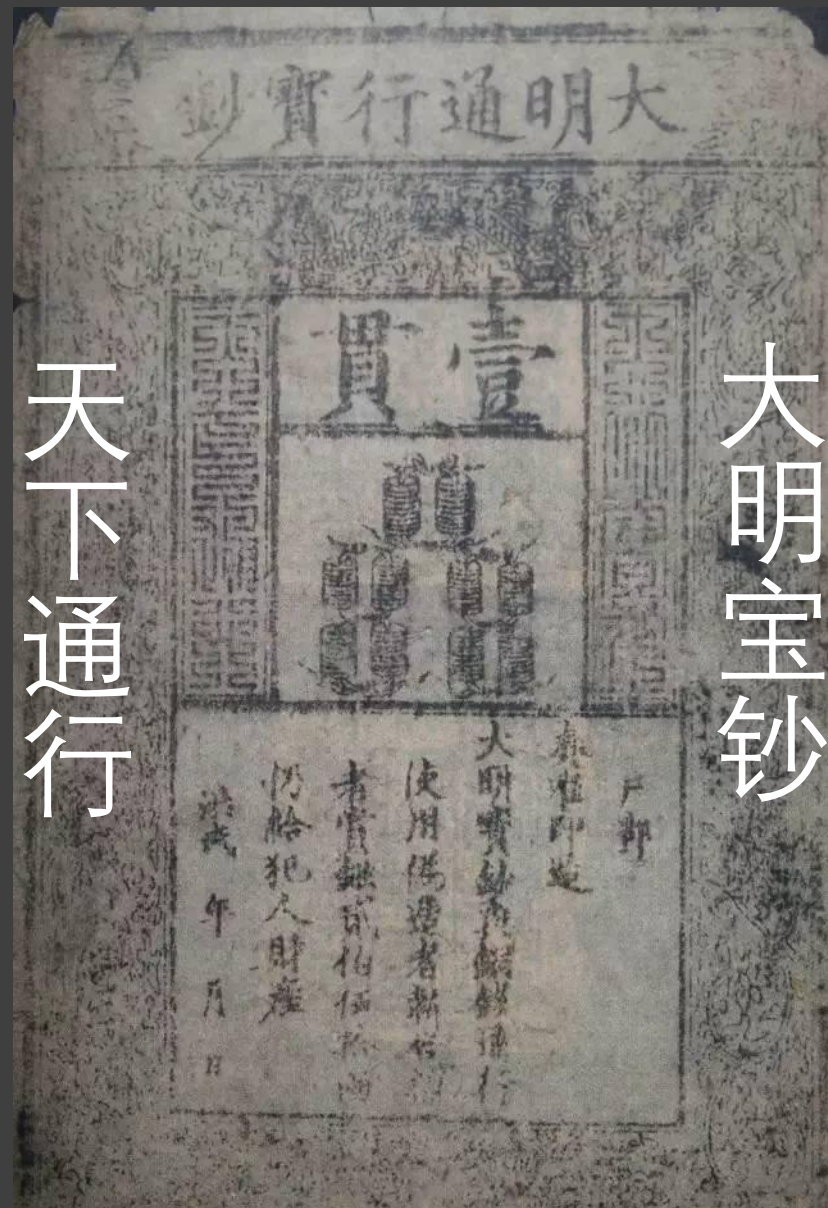 大明通行寶鈔
壹貫
大明宝钞
天下通行
戶部
奏准印造
大明寶鈔與銅錢通行
使用偽造者斬告捕
者賞銀貳伯伍拾兩
仍給犯人財產
洪武 年 月 日